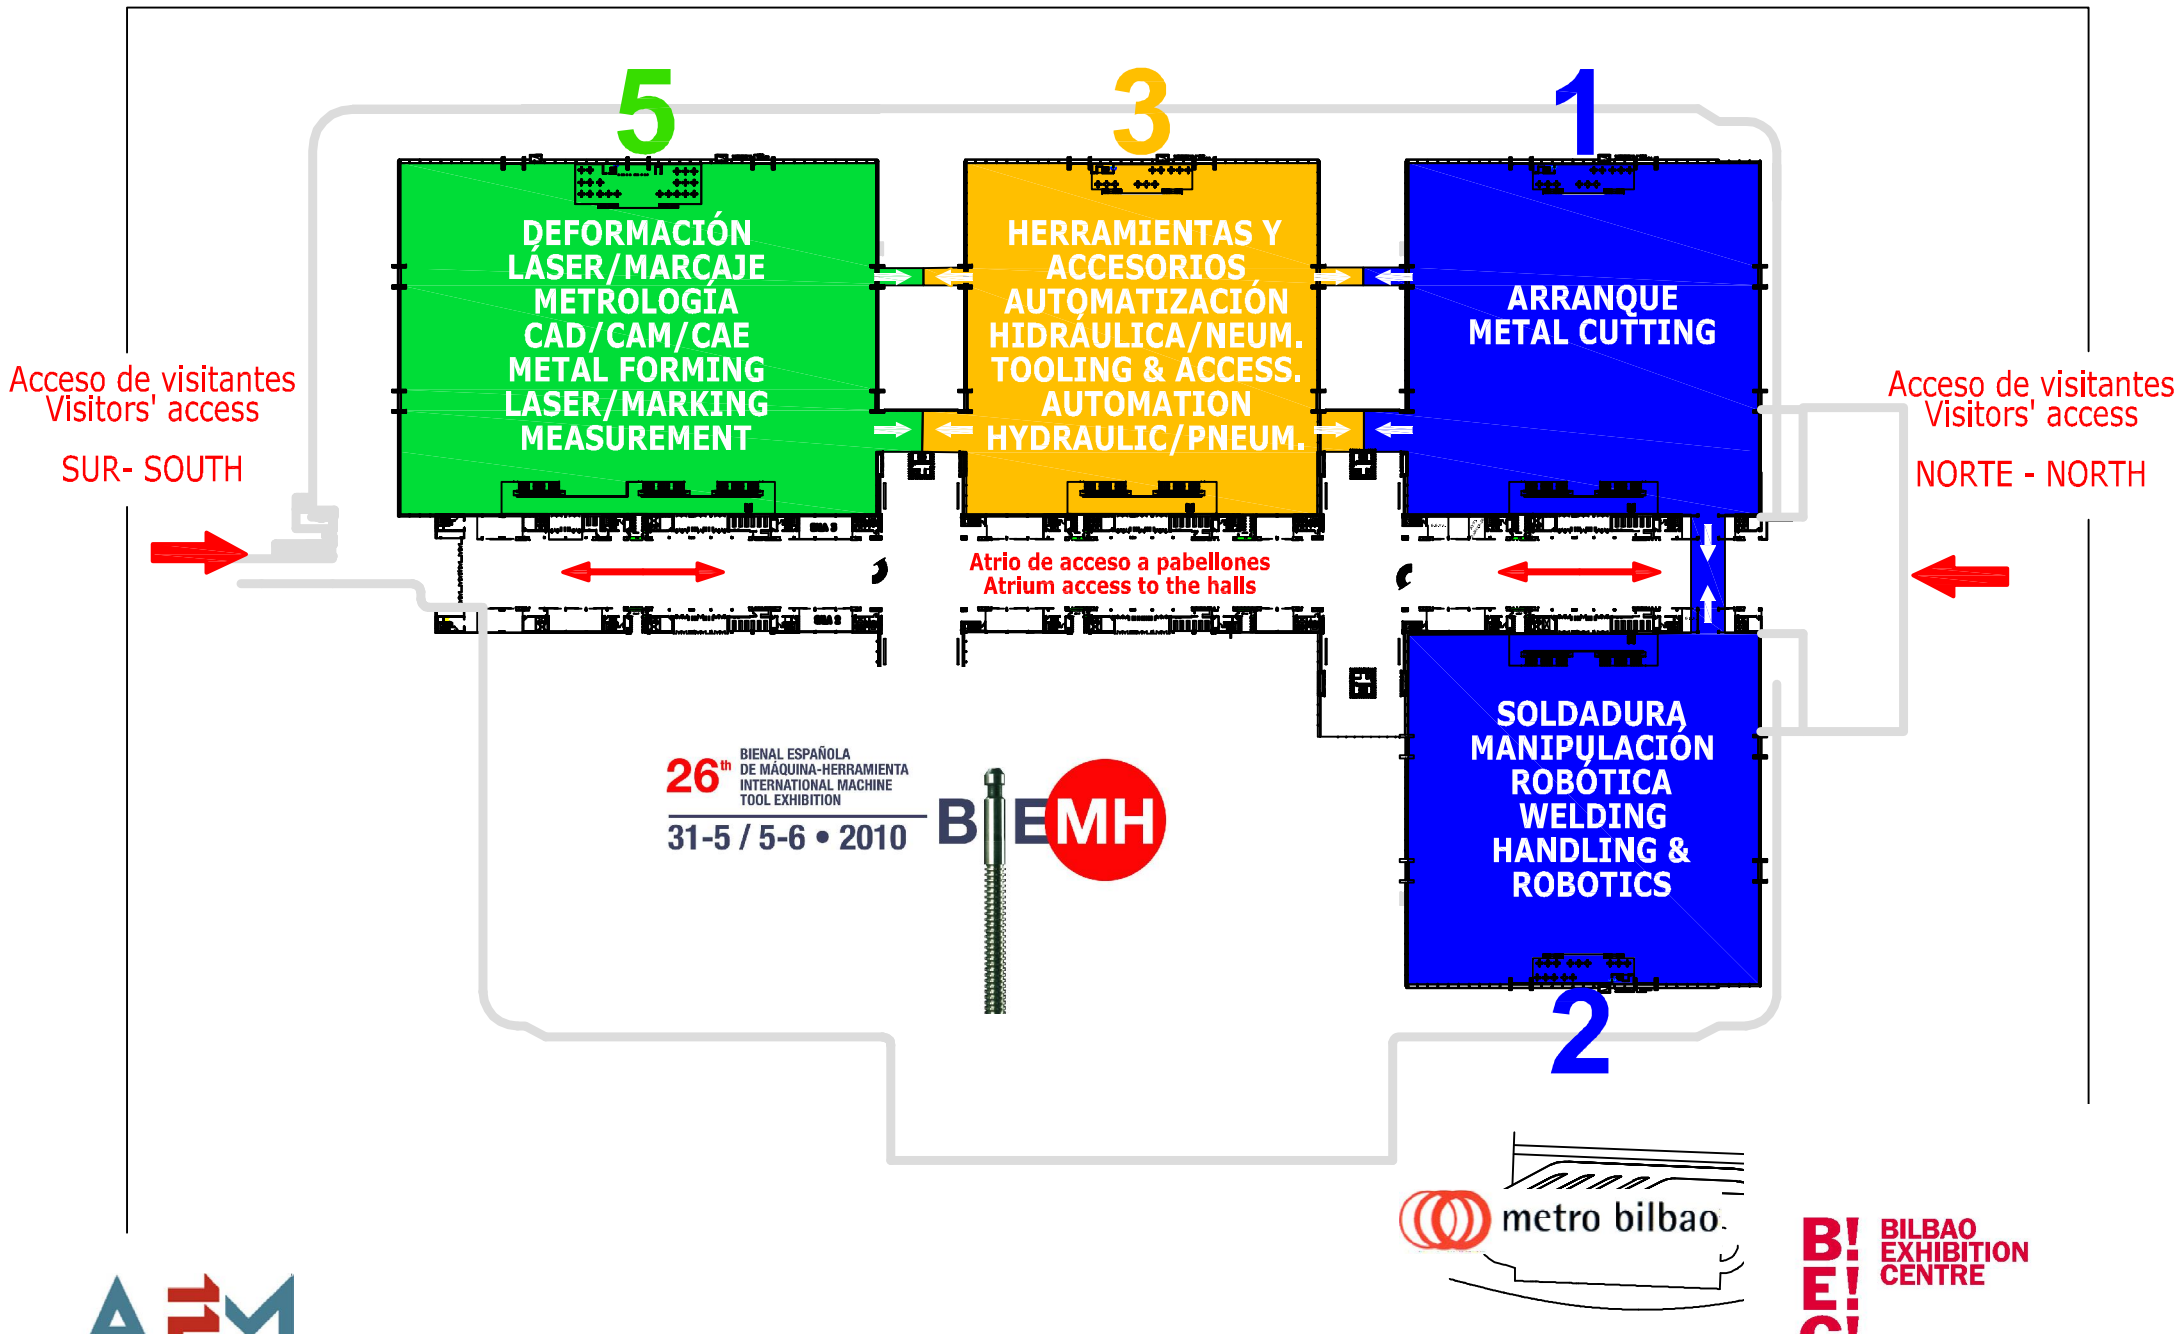 5
3
1
DEFORMACIÓN
LÁSER/MARCAJE
METROLOGÍA
CAD/CAM/CAE
METAL FORMING
LASER/MARKING
MEASUREMENT
HERRAMIENTAS Y
ACCESORIOS
AUTOMATIZACIÓN
HIDRÁULICA/NEUM.
TOOLING & ACCESS.
AUTOMATION
HYDRAULIC/PNEUM.
ARRANQUE
METAL CUTTING
Acceso de visitantes
Visitors' access
SUR- SOUTH
Acceso de visitantes
Visitors' access
NORTE - NORTH
Atrio de acceso a pabellones
Atrium access to the halls
SOLDADURA
MANIPULACIÓN
ROBÓTICA
WELDING
HANDLING &
ROBOTICS
2
26th
BIENAL ESPAÑOLA
DE MÁQUINA-HERRAMIENTA
INTERNATIONAL MACHINE
TOOL EXHIBITION
31-5 / 5-6 • 2010
BIEMH
metro bilbao
B!
E!
C!
BILBAO
EXHIBITION
CENTRE